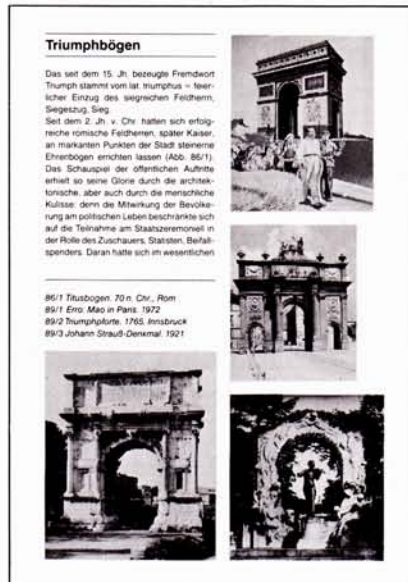 Triumphbögen
Das seit dem 15. Jh. bezeugte Fremdwort
Triumph stammt vom lat. triumphus = feier-
licher Einzug des siegreichen Feldherrn,
Siegeszug, Sieg.
Seit dem 2. Jh. v. Chr. hatten sich erfolg-
reiche römische Feldherren, später Kaiser,
an markanten Punkten der Stadt steinerne
Ehrenbögen errichten lassen (Abb. 86/1).
Das Schauspiel der öffentlichen Auftritte
erhielt so seine Glorie durch die architek-
tonische, aber auch durch die menschliche
Kulisse: denn die Mitwirkung der Bevölke-
rung am politischen Leben beschränkte sich
auf die Teilnahme am Staatszeremoniell in
der Rolle des Zuschauers, Statisten, Beifall-
spenders. Daran hatte sich im wesentlichen
86/1 Titusbogen. 70 n. Chr., Rom
89/1 Erro: Mao in Paris. 1972
89/2 Triumphpforte. 1765. Innsbruck
89/3 Johann Strauß-Denkmal. 1921